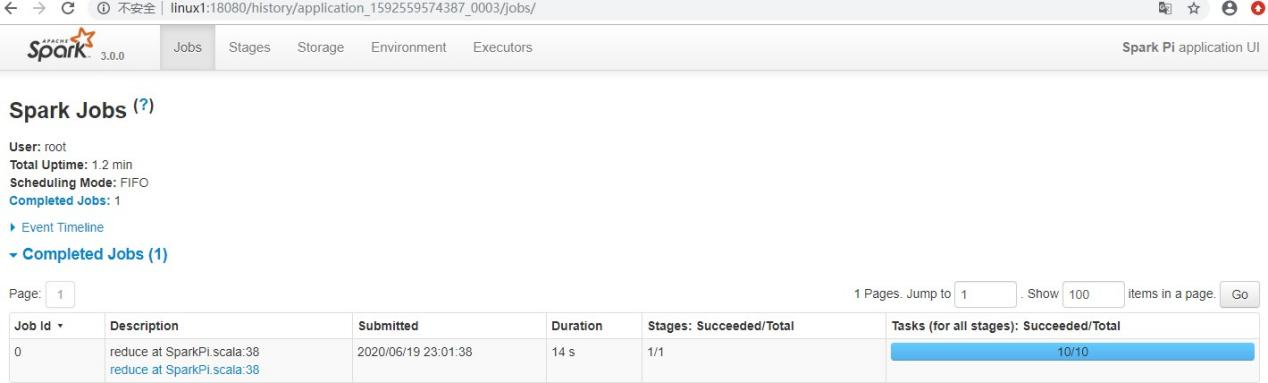 不安全 | linux1:18080/history/application_1592559574387_0003/jobs/
APACHE Spark 3.0.0 Jobs Stages Storage Environment Executors Spark Pi application UI
Spark Jobs (?)
User: root
Total Uptime: 1.2 min
Scheduling Mode: FIFO
Completed Jobs: 1
Event Timeline
Completed Jobs (1)
Page: 1 1 Pages. Jump to 1 . Show 100 items in a page. Go
Job Id Description Submitted Duration Stages: Succeeded/Total Tasks (for all stages): Succeeded/Total
0 reduce at SparkPi.scala:38 2020/06/19 23:01:38 14 s 1/1 10/10
reduce at SparkPi.scala:38